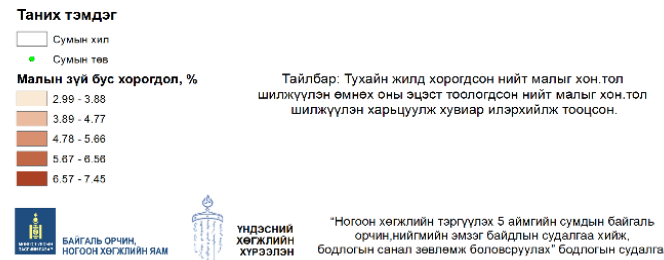 Таних тэмдэг
Сумын хил
Сумын төв
Малын зүй бус хорогдол, %
2.99 - 3.88
3.89 - 4.77
4.78 - 5.66
5.67 - 6.56
6.57 - 7.45
Тайлбар: Тухайн жилд хорогдсон нийт малыг хон.тол
шилжүүлэн өмнөх оны эцэст тоологдсон нийт малыг хон.тол
шилжүүлэн харьцуулж хувиар илэрхийлж тооцсон.
БАЙГАЛЬ ОРЧИН,
НОГООН ХӨГЖЛИЙН ЯАМ
ҮНДЭСНИЙ
ХӨГЖЛИЙН
ХҮРЭЭЛЭН
“Ногоон хөгжлийн тэргүүлэх 5 аймгийн сумдын байгаль
орчин,нийгмийн эмзэг байдлын судалгаа хийж,
бодлогын санал зөвлөмж боловсруулах” бодлогын судалга